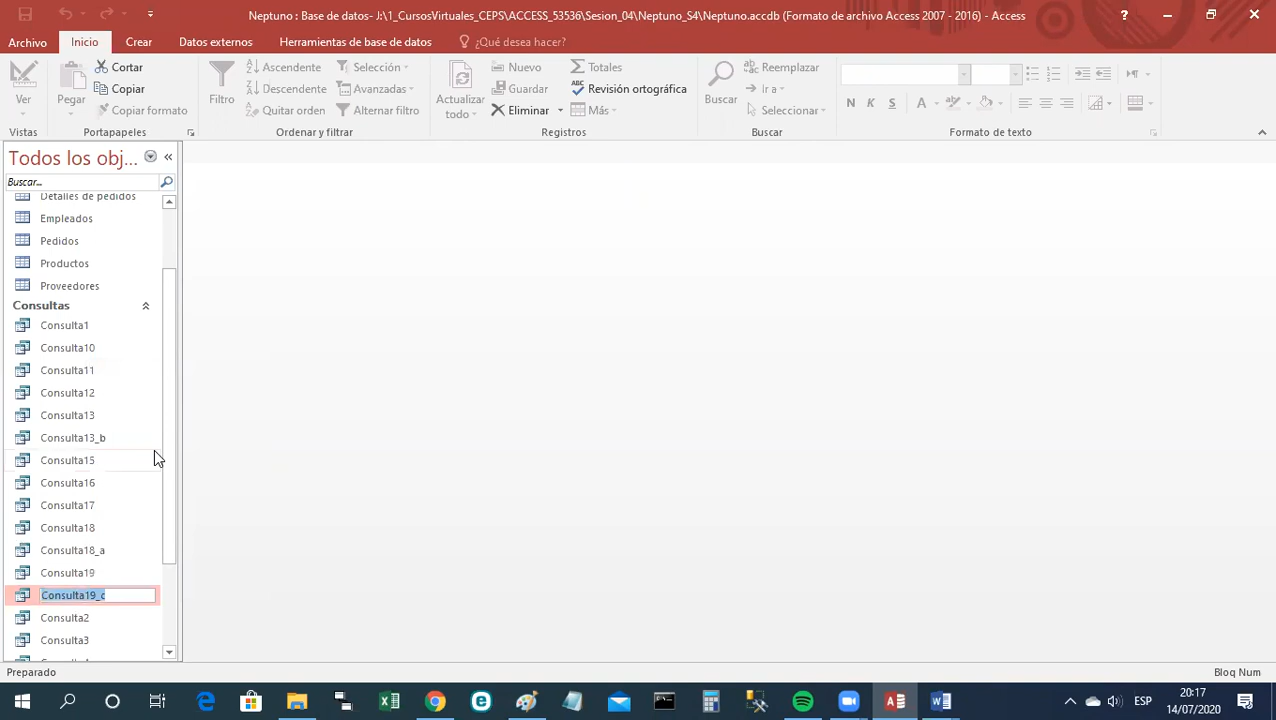 Neptuno : Base de datos- J:\1_CursosVirtuales_CEPS\ACCESS_53536\Sesion_04\Neptuno_S4\Neptuno.accdb (Formato de archivo Access 2007 - 2016) - Access
Archivo Inicio Crear Datos externos Herramientas de base de datos ¿Qué desea hacer?
Ver
Vistas
Pegar
Cortar
Copiar
Copiar formato
Portapapeles
Filtro
Ascendente
Descendente
Quitar orden
Selección
Avanzadas
Alternar filtro
Ordenar y filtrar
Actualizar todo
Nuevo
Guardar
Eliminar
Totales
Revisión ortográfica
Más
Registros
Buscar
Reemplazar
Ir a
Seleccionar
Buscar
N K S A
Formato de texto
Todos los obj...
Buscar...
Detalles de pedidos
Empleados
Pedidos
Productos
Proveedores
Consultas
Consulta1
Consulta10
Consulta11
Consulta12
Consulta13
Consulta13_b
Consulta15
Consulta16
Consulta17
Consulta18
Consulta18_a
Consulta19
Consulta19_c
Consulta2
Consulta3
Preparado
Bloq Num
ESP
20:17
14/07/2020